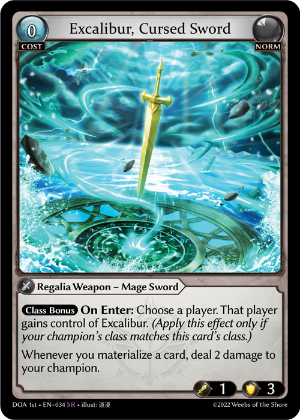 0
COST
Excalibur, Cursed Sword
NORM
Regalia Weapon – Mage Sword
Class Bonus On Enter: Choose a player. That player
gains control of Excalibur. (Apply this effect only if
your champion's class matches this card's class.)
Whenever you materialize a card, deal 2 damage to
your champion.
1
3
DOA 1st • EN-034 SR • illust: 道湧
©2022 Weebs of the Shore